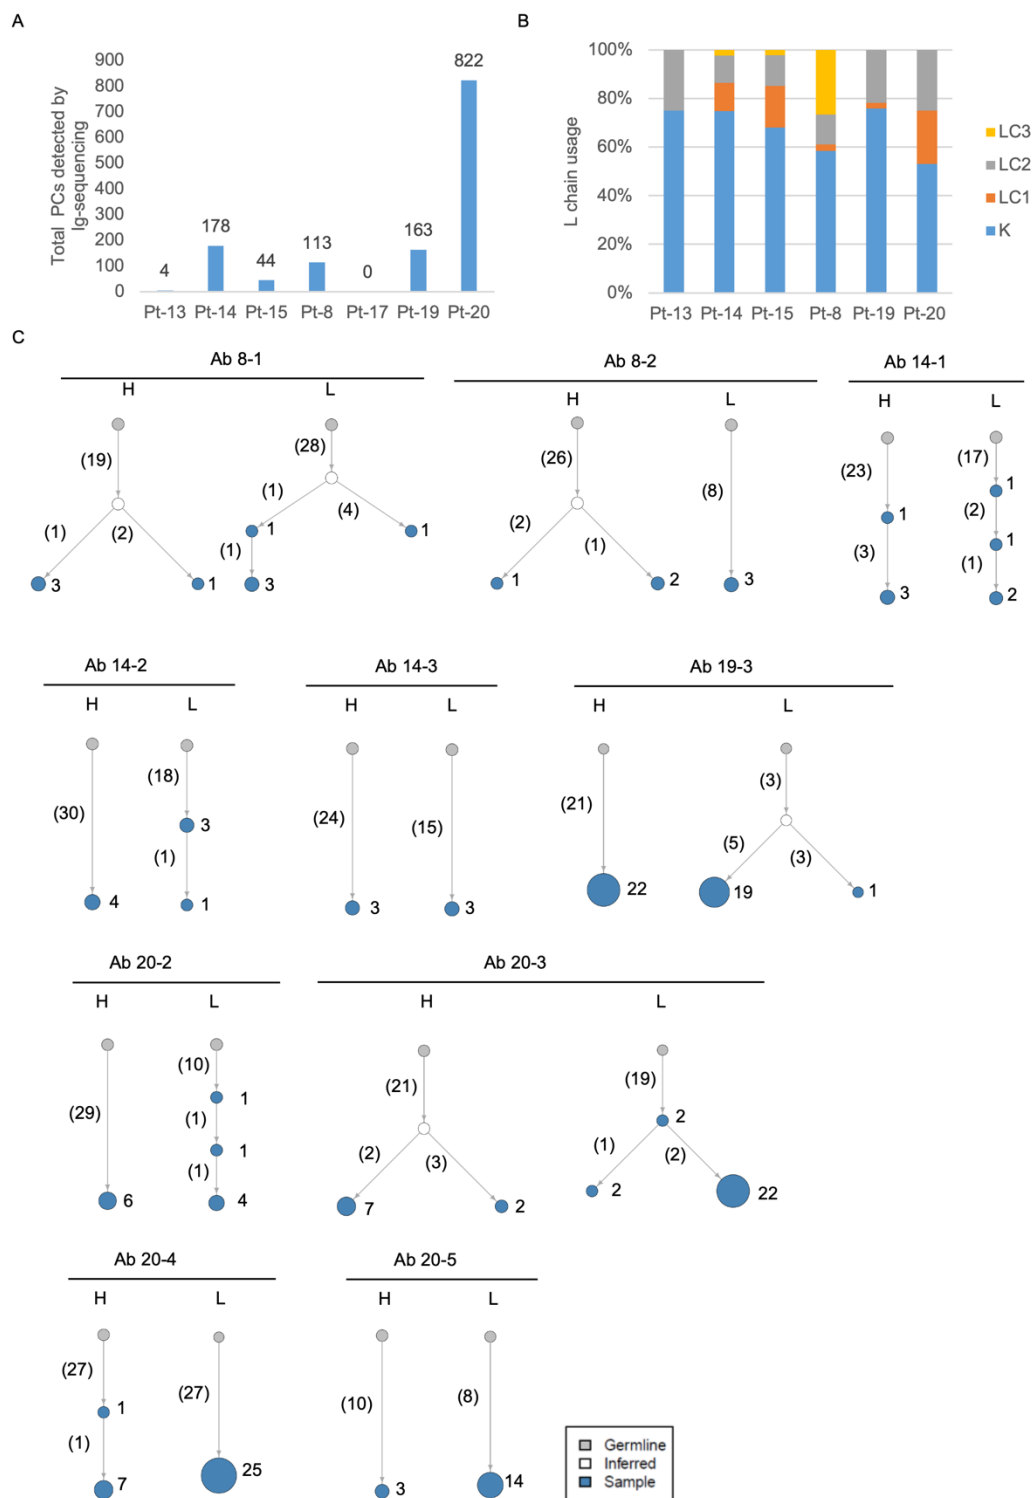 A
Total PCs detected by
Ig-sequencing
900
800
700
600
500
400
300
200
100
0
4
178
44
113
0
163
822
Pt-13 Pt-14 Pt-15 Pt-8 Pt-17 Pt-19 Pt-20
B
L chain usage
100%
80%
60%
40%
20%
0%
Pt-13 Pt-14 Pt-15 Pt-8 Pt-19 Pt-20
LC3
LC2
LC1
K
C
Ab 8-1
H L
(19)
(1) (2)
3 1
(28)
(1) (4)
1 1
(1)
3
Ab 8-2
H L
(26)
(2) (1)
1 2
(8)
3
Ab 14-1
H L
(23)
1
(3)
3
(17)
1
(2)
1
(1)
2
Ab 14-2
H L
(30)
4
(18)
3
(1)
1
Ab 14-3
H L
(24)
3
(15)
3
Ab 19-3
H L
(21)
22
(3)
(5) (3)
19 1
Ab 20-2
H L
(29)
6
(10)
1
(1)
1
(1)
4
Ab 20-3
H L
(21)
(2) (3)
7 2
(19)
2
(1) (2)
2 22
Ab 20-4
H L
(27)
1
(1)
7
(27)
25
Ab 20-5
H L
(10)
3
(8)
14
Germline
Inferred
Sample